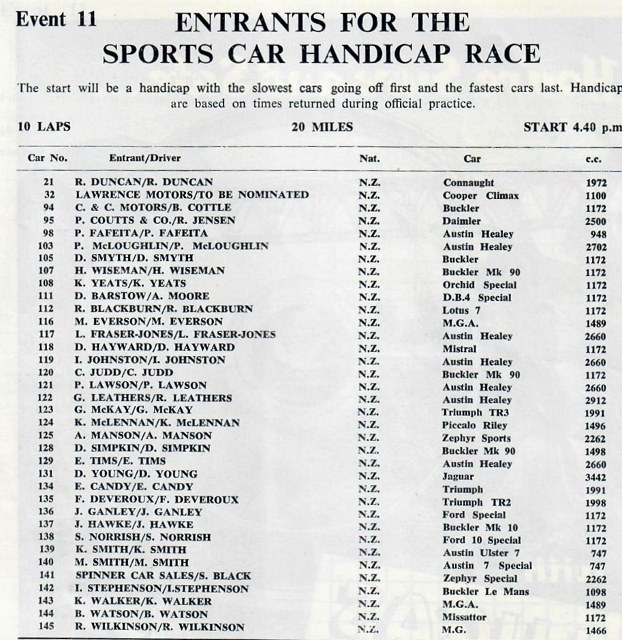 Event 11 ENTRANTS FOR THE
SPORTS CAR HANDICAP RACE
The start will be a handicap with the slowest cars going off first and the fastest cars last. Handicap
are based on times returned during official practice.
10 LAPS 20 MILES START 4.40 p.m
Car No. Entrant/Driver Nat. Car c.c.
21 R. DUNCAN/R. DUNCAN N.Z. Connaught 1972
32 LAWRENCE MOTORS/TO BE NOMINATED N.Z. Cooper Climax 1100
94 C. & C. MOTORS/B. COTTLE N.Z. Buckler 1172
95 P. COUTTS & CO./R. JENSEN N.Z. Daimler 2500
98 P. FAFEITA/P. FAFEITA N.Z. Austin Healey 948
103 P. McLOUGHLIN/P. McLOUGHLIN N.Z. Austin Healey 2702
105 D. SMYTH/D. SMYTH N.Z. Buckler 1172
107 H. WISEMAN/H. WISEMAN N.Z. Buckler Mk 90 1172
108 K. YEATS/K. YEATS N.Z. Orchid Special 1172
111 D. BARSTOW/A. MOORE N.Z. D.B.4 Special 1172
112 R. BLACKBURN/R. BLACKBURN N.Z. Lotus 7 1172
116 M. EVERSON/M. EVERSON N.Z. M.G.A. 1489
117 L. FRASER-JONES/L. FRASER-JONES N.Z. Austin Healey 2660
118 D. HAYWARD/D. HAYWARD N.Z. Mistral 1172
119 I. JOHNSTON/I. JOHNSTON N.Z. Austin Healey 2660
120 C. JUDD/C. JUDD N.Z. Buckler Mk 90 1172
121 P. LAWSON/P. LAWSON N.Z. Austin Healey 2660
122 G. LEATHERS/R. LEATHERS N.Z. Austin Healey 2912
123 G. McKAY/G. McKAY N.Z. Triumph TR3 1991
124 K. McLENNAN/K. McLENNAN N.Z. Piccalo Riley 1496
125 A. MANSON/A. MANSON N.Z. Zephyr Sports 2262
128 D. SIMPKIN/D. SIMPKIN N.Z. Buckler Mk 90 1498
129 E. TIMS/E. TIMS N.Z. Austin Healey 2660
131 D. YOUNG/D. YOUNG N.Z. Jaguar 3442
134 E. CANDY/E. CANDY N.Z. Triumph 1991
135 F. DEVEROUX/F. DEVEROUX N.Z. Triumph TR2 1998
136 J. GANLEY/J. GANLEY N.Z. Ford Special 1172
137 J. HAWKE/J. HAWKE N.Z. Buckler Mk 10 1172
138 S. NORRISH/S. NORRISH N.Z. Ford 10 Special 1172
139 K. SMITH/K. SMITH N.Z. Austin Ulster 7 747
140 M. SMITH/M. SMITH N.Z. Austin 7 Special 747
141 SPINNER CAR SALES/S. BLACK N.Z. Zephyr Special 2262
142 I. STEPHENSON/I.STEPHENSON N.Z. Buckler Le Mans 1098
143 K. WALKER/K. WALKER N.Z. M.G.A. 1489
144 B. WATSON/B. WATSON N.Z. Missattor 1172
145 R. WILKINSON/R. WILKINSON N.Z. M.G. 1466